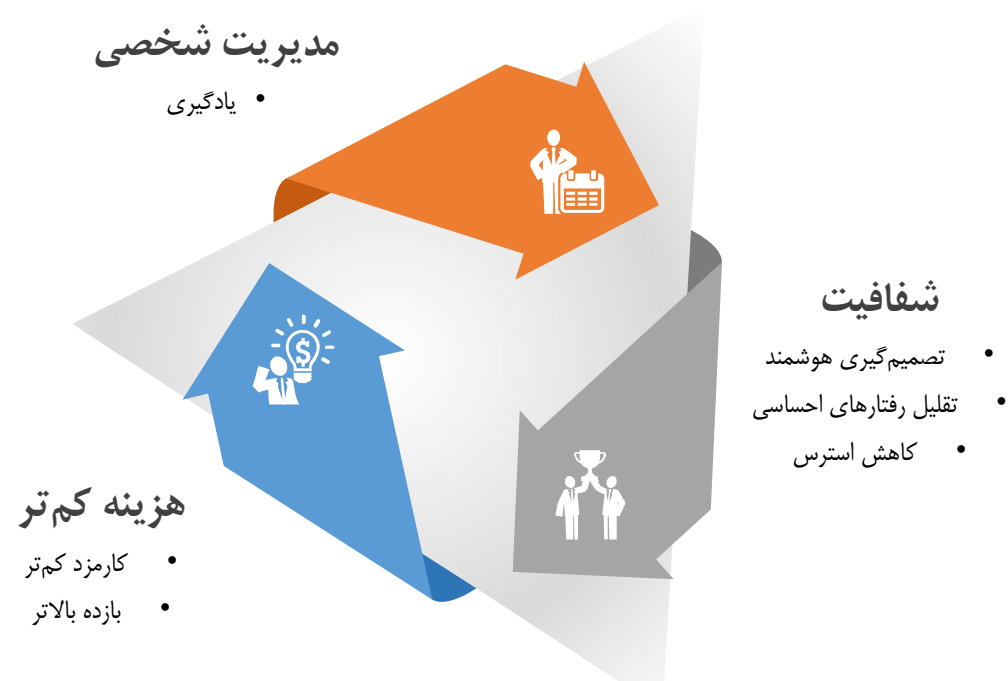 مدیریت شخصی
• یادگیری
شفافیت
• تصمیم‌گیری هوشمند
• تقلیل رفتارهای احساسی
• کاهش استرس
هزینه کم‌تر
• کارمزد کم‌تر
• بازده بالاتر
$